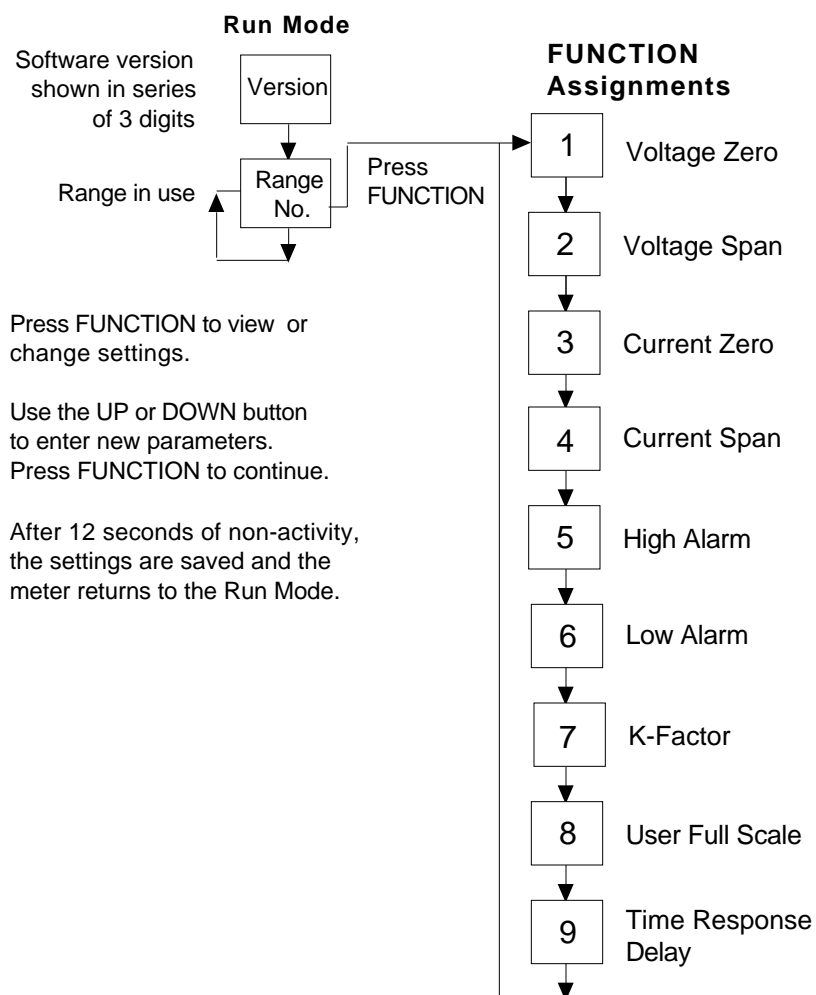 Run Mode
Software version
shown in series
of 3 digits
Version
Range in use
Range
No.
Press
FUNCTION
Press FUNCTION to view or
change settings.
Use the UP or DOWN button
to enter new parameters.
Press FUNCTION to continue.
After 12 seconds of non-activity,
the settings are saved and the
meter returns to the Run Mode.
FUNCTION
Assignments
1 Voltage Zero
2 Voltage Span
3 Current Zero
4 Current Span
5 High Alarm
6 Low Alarm
7 K-Factor
8 User Full Scale
9 Time Response
Delay